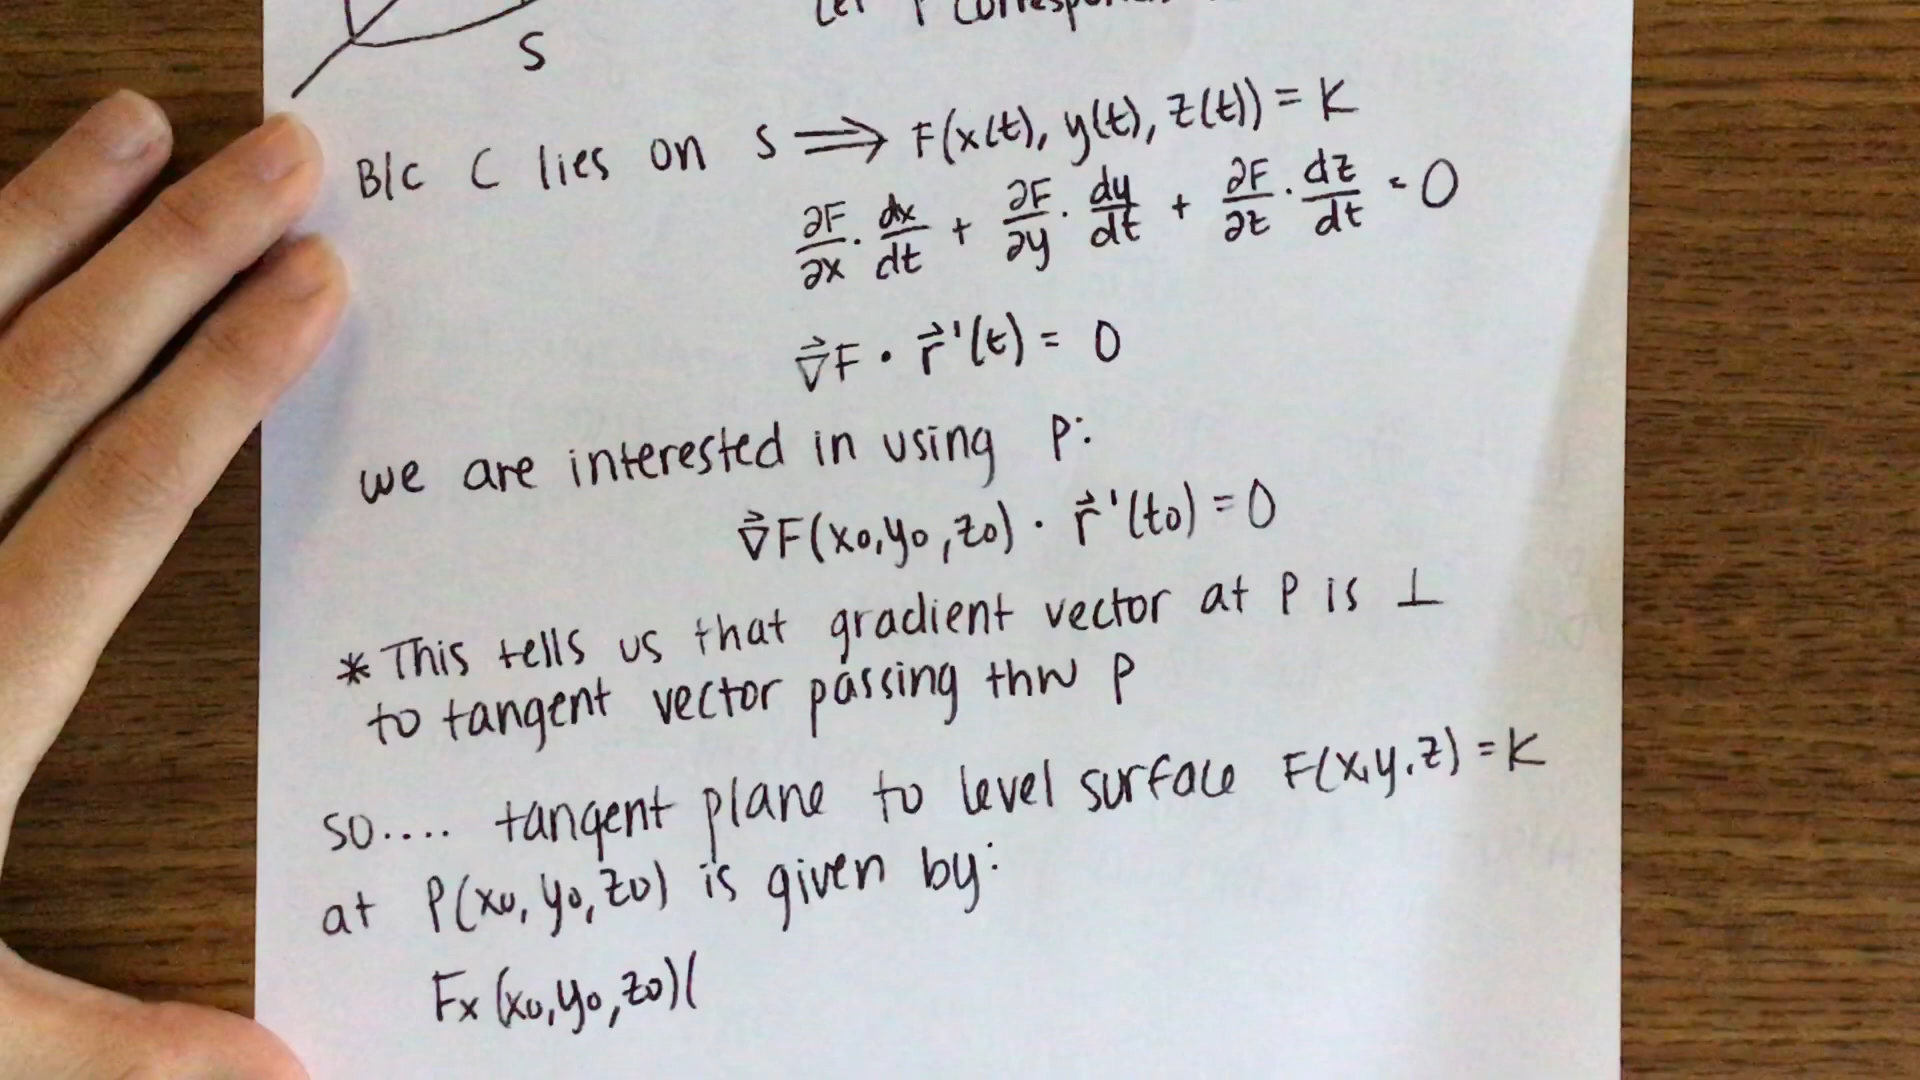 S
Let P
B/c C lies on S ⟹ F(x(t), y(t), z(t)) = K
∂F/∂x · dx/dt + ∂F/∂y · dy/dt + ∂F/∂z · dz/dt = 0
∇⃗F · r⃗'(t) = 0
we are interested in using P:
∇⃗F(x₀, y₀, z₀) · r⃗'(t₀) = 0
* This tells us that gradient vector at P is ⊥
to tangent vector passing thru P
so.... tangent plane to level surface F(x, y, z) = K
at P(x₀, y₀, z₀) is given by:
Fx (x₀, y₀, z₀)(